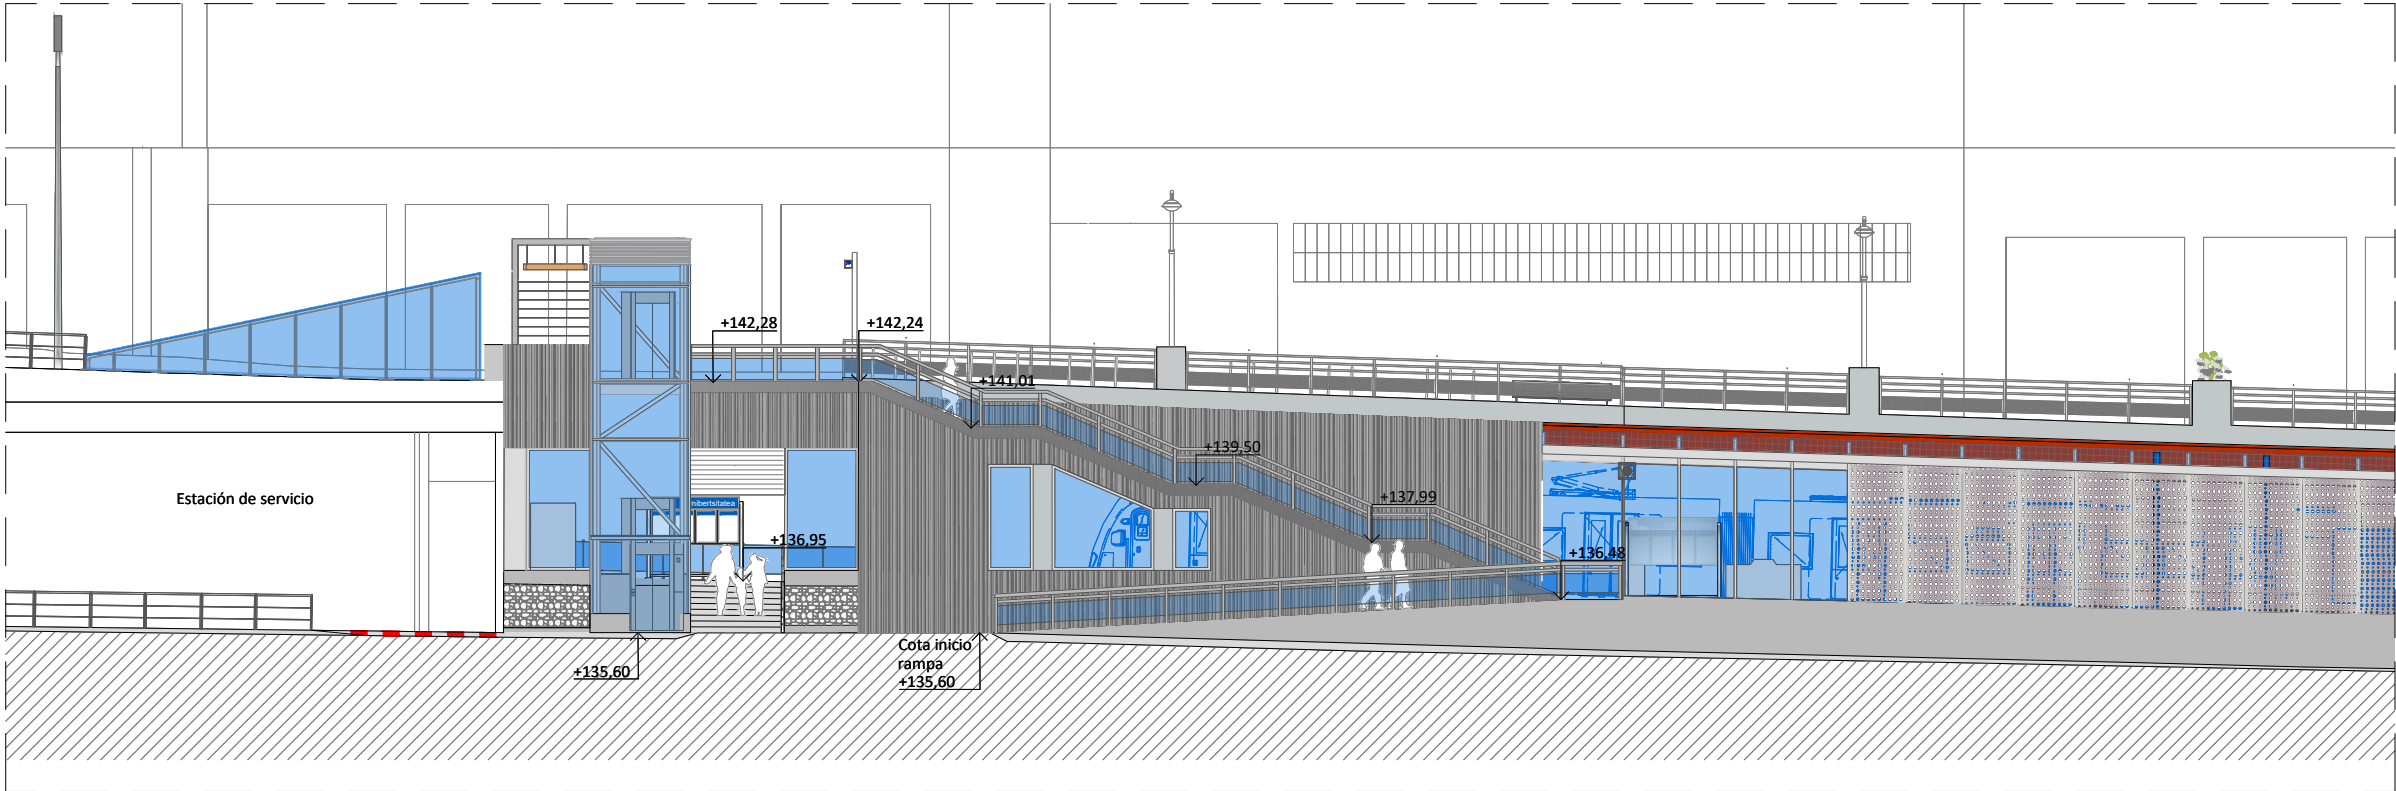 +142,28
+142,24
+141,01
+139,50
Estación de servicio
+137,99
nibertsitatea
+136,95
+136,48
+135,60
Cota inicio
rampa
+135,60